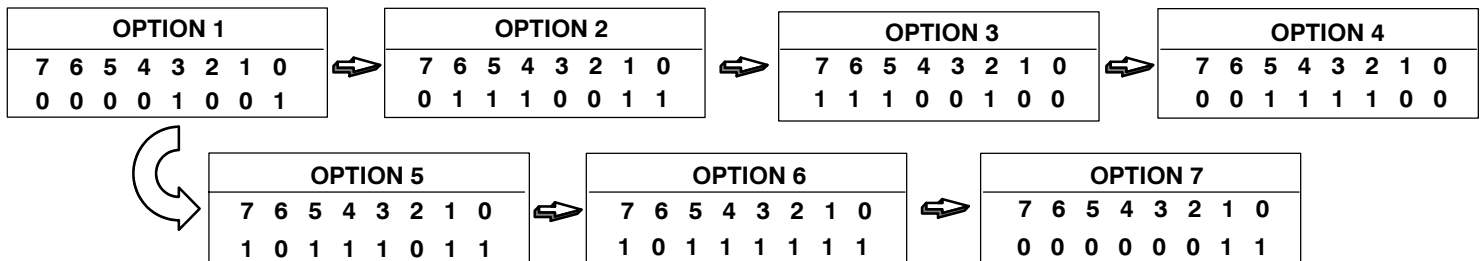 OPTION 1
7 6 5 4 3 2 1 0
0 0 0 0 1 0 0 1
OPTION 2
7 6 5 4 3 2 1 0
0 1 1 1 0 0 1 1
OPTION 3
7 6 5 4 3 2 1 0
1 1 1 0 0 1 0 0
OPTION 4
7 6 5 4 3 2 1 0
0 0 1 1 1 1 0 0
OPTION 5
7 6 5 4 3 2 1 0
1 0 1 1 1 0 1 1
OPTION 6
7 6 5 4 3 2 1 0
1 0 1 1 1 1 1 1
OPTION 7
7 6 5 4 3 2 1 0
0 0 0 0 0 0 1 1